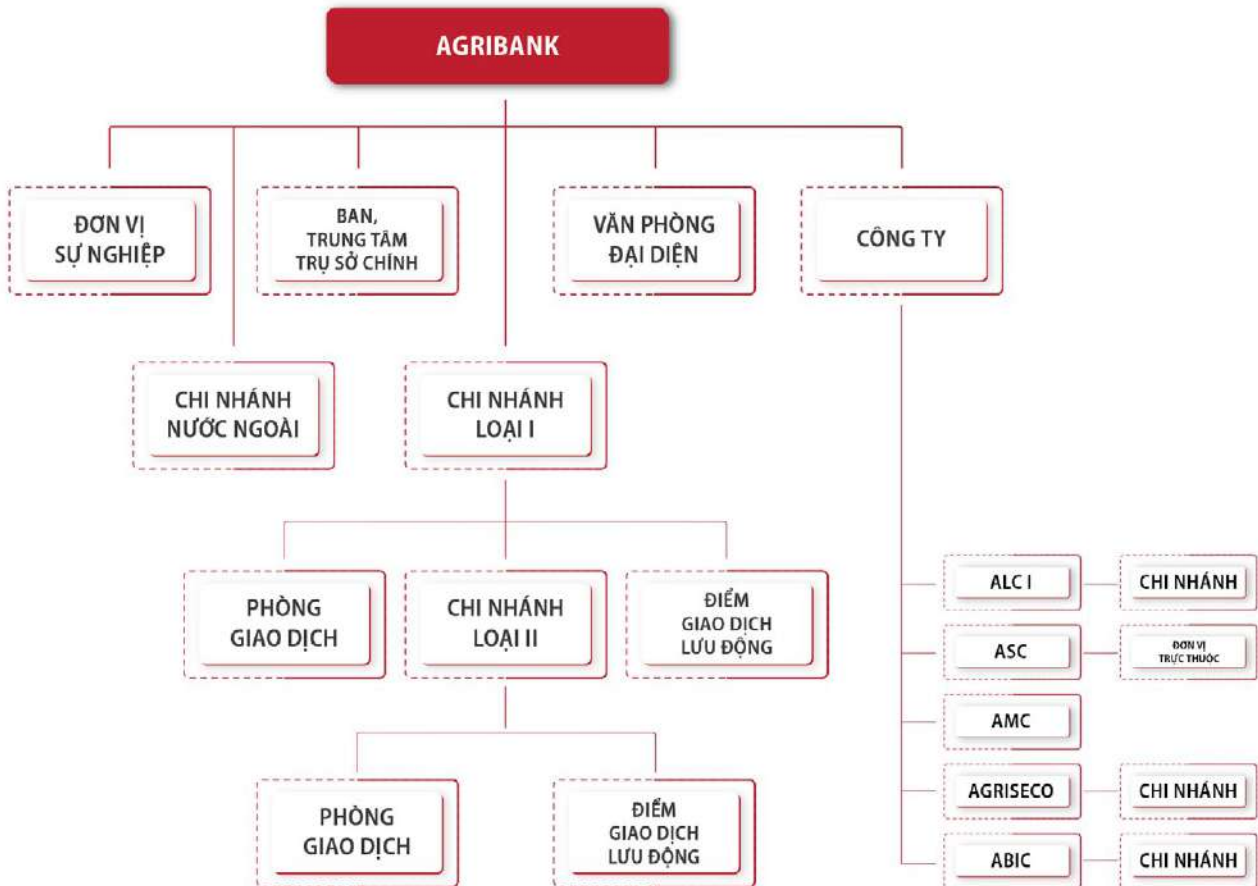 AGRIBANK
ĐƠN VỊ
SỰ NGHIỆP
BAN,
TRUNG TÂM
TRỤ SỞ CHÍNH
VĂN PHÒNG
ĐẠI DIỆN
CÔNG TY
CHI NHÁNH
NƯỚC NGOÀI
CHI NHÁNH
LOẠI I
PHÒNG
GIAO DỊCH
CHI NHÁNH
LOẠI II
ĐIỂM
GIAO DỊCH
LƯU ĐỘNG
PHÒNG
GIAO DỊCH
ĐIỂM
GIAO DỊCH
LƯU ĐỘNG
ALC I
CHI NHÁNH
ASC
ĐƠN VỊ
TRỰC THUỘC
AMC
AGRISECO
CHI NHÁNH
ABIC
CHI NHÁNH